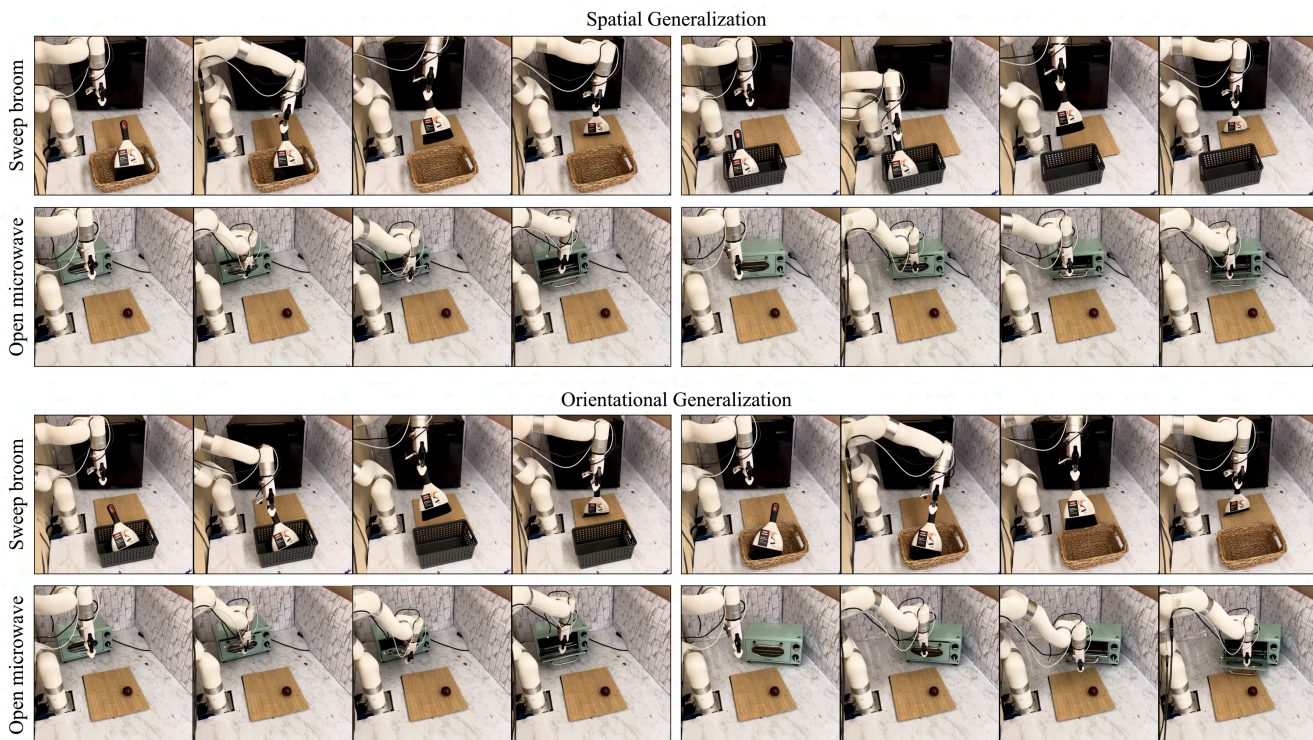 Spatial Generalization
Sweep broom
Open microwave
Orientational Generalization
Sweep broom
Open microwave